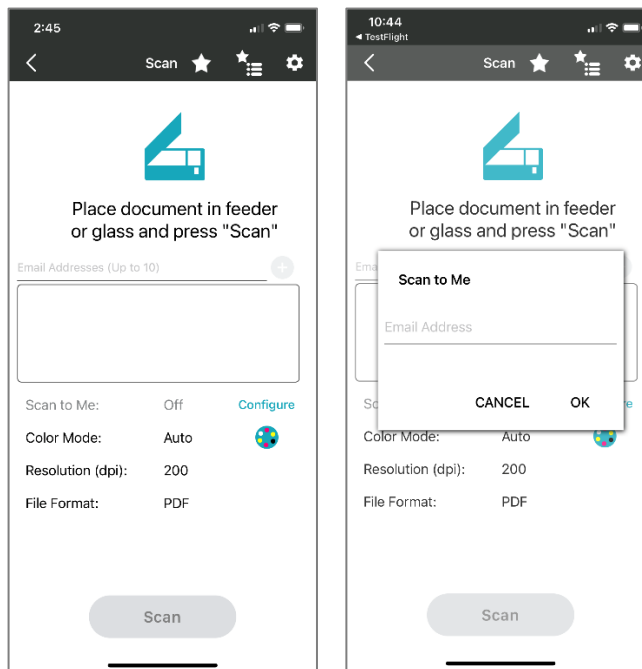 2:45
Scan
Place document in feeder
or glass and press "Scan"
Email Addresses (Up to 10)
Scan to Me: Off Configure
Color Mode: Auto
Resolution (dpi): 200
File Format: PDF
Scan
10:44
◀ TestFlight
Scan
Place document in feeder
or glass and press "Scan"
Ema
Scan to Me
Email Address
CANCEL OK
Sc e
Color Mode: Auto
Resolution (dpi): 200
File Format: PDF
Scan